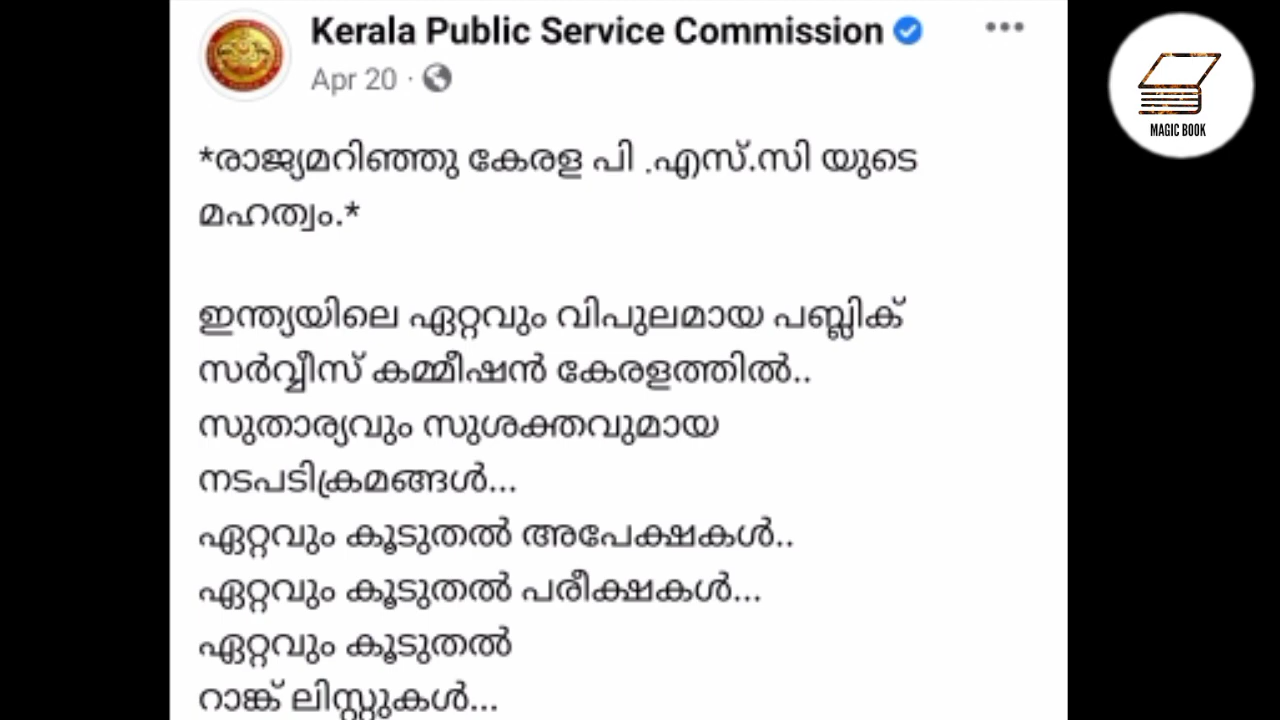 Kerala Public Service Commission
Apr 20 ·
*രാജ്യമറിഞ്ഞു കേരള പി .എസ്.സി യുടെ
മഹത്വം.*
ഇന്ത്യയിലെ ഏറ്റവും വിപുലമായ പബ്ലിക്
സർവ്വീസ് കമ്മീഷൻ കേരളത്തിൽ..
സുതാര്യവും സുശക്തവുമായ
നടപടിക്രമങ്ങൾ...
ഏറ്റവും കൂടുതൽ അപേക്ഷകൾ..
ഏറ്റവും കൂടുതൽ പരീക്ഷകൾ...
ഏറ്റവും കൂടുതൽ
റാങ്ക് ലിസ്റ്റുകൾ...
MAGIC BOOK